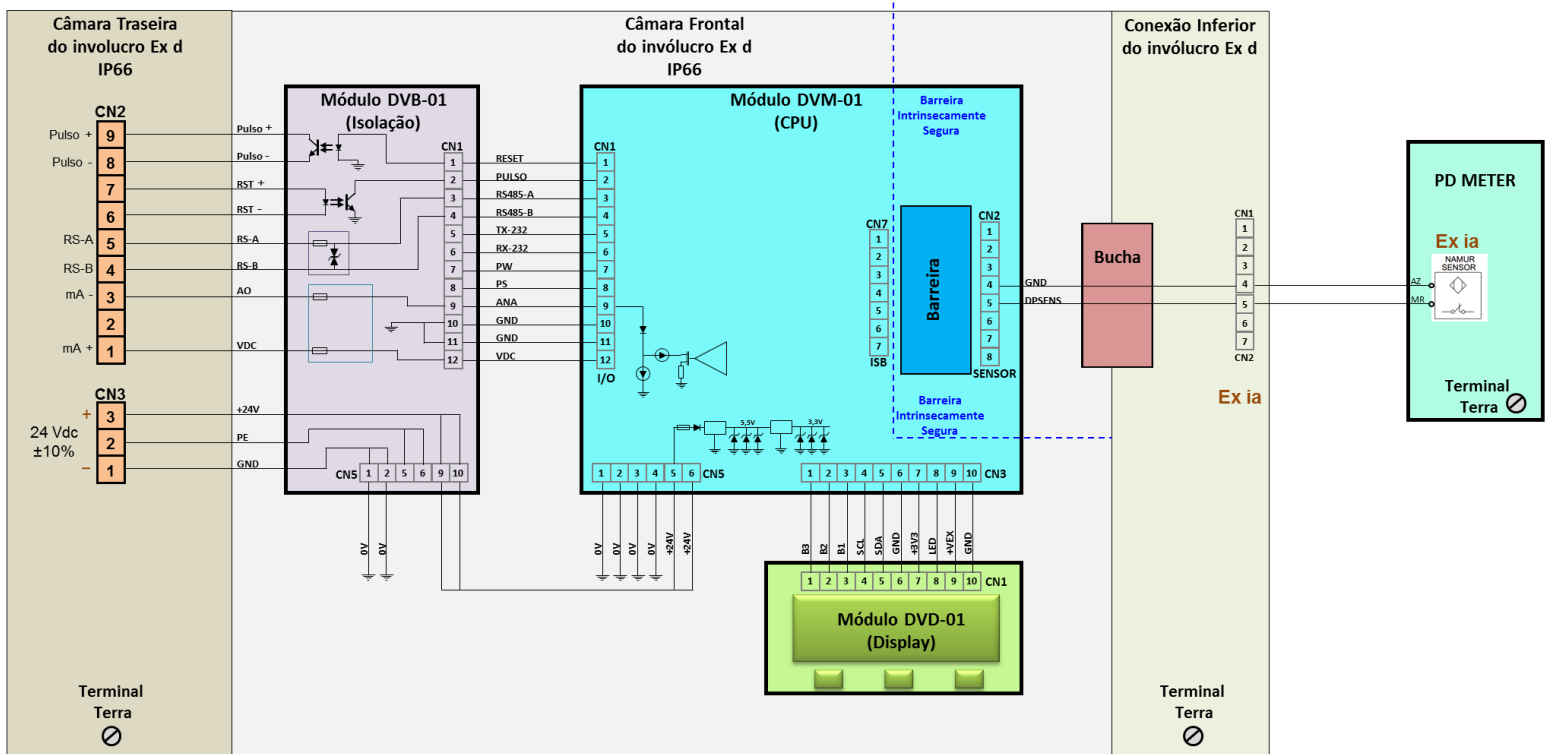 Câmara Traseira
do involucro Ex d
IP66
Câmara Frontal
do invólucro Ex d
IP66
Conexão Inferior
do invólucro Ex d
CN2
Pulso +
9
Pulso -
8
7
6
RS-A
5
RS-B
4
mA -
3
2
mA +
1
CN3
+
3
24 Vdc
±10%
2
−
1
Terminal
Terra
Pulso +
Pulso -
RST +
RST -
RS-A
RS-B
AO
VDC
+24V
PE
GND
Módulo DVB-01
(Isolação)
CN1
1
2
3
4
5
6
7
8
9
10
11
12
CN5
1
2
5
6
9
10
0V
0V
RESET
PULSO
RS485-A
RS485-B
TX-232
RX-232
PW
PS
ANA
GND
GND
VDC
Módulo DVM-01
(CPU)
CN1
1
2
3
4
5
6
7
8
9
10
11
12
I/O
Barreira
Intrinsecamente
Segura
CN7
1
2
3
4
5
6
7
ISB
Barreira
CN2
1
2
3
4
5
6
7
8
SENSOR
Barreira
Intrinsecamente
Segura
5,5V
3,3V
1
2
3
4
5
6
CN5
0V
0V
0V
0V
+24V
+24V
1
2
3
4
5
6
7
8
9
10
CN3
B3
B2
B1
SCL
SDA
GND
+3V3
LED
+VEX
GND
1
2
3
4
5
6
7
8
9
10
CN1
Módulo DVD-01
(Display)
GND
DPSENS
Bucha
CN1
1
2
3
4
5
6
7
CN2
Ex ia
Terminal
Terra
PD METER
Ex ia
NAMUR
SENSOR
AZ
MR
Terminal
Terra